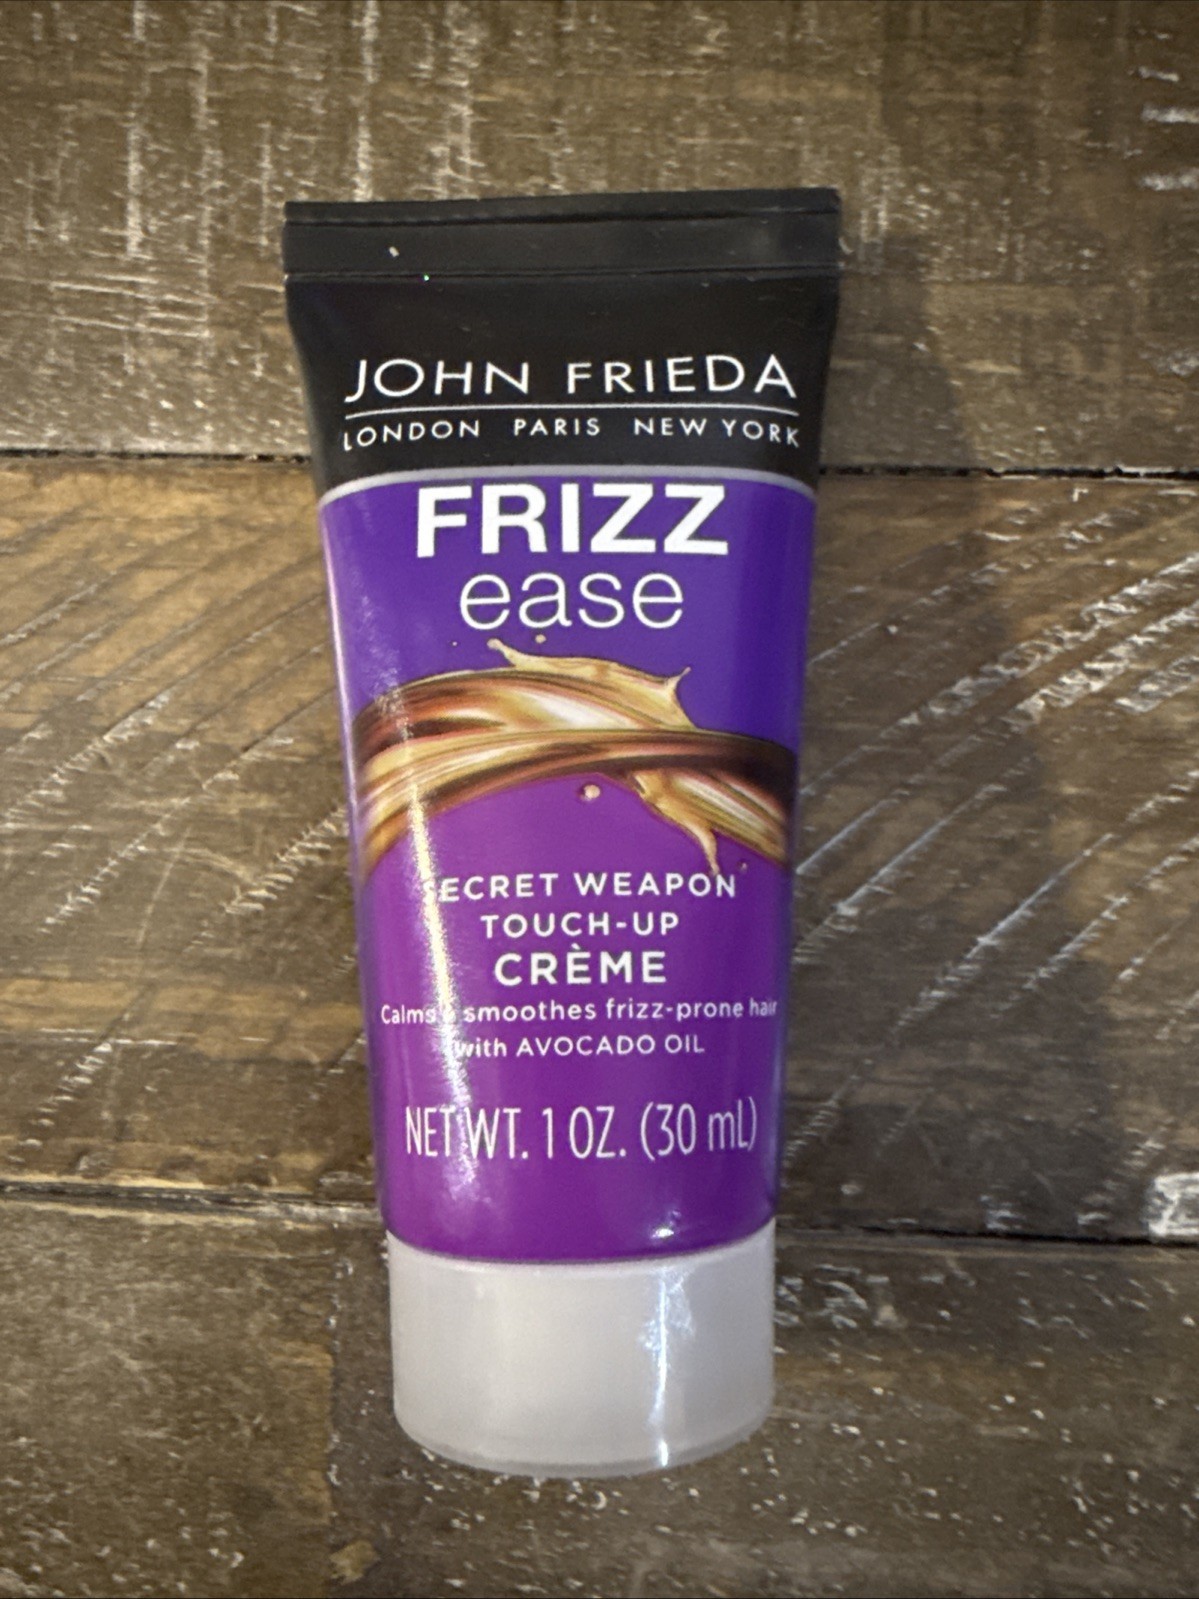 JOHN FRIEDA
LONDON PARIS NEW YORK
FRIZZ
ease
SECRET WEAPON
TOUCH-UP
CRÈME
Calms & smoothes frizz-prone hair
with AVOCADO OIL
NET WT. 1 OZ. (30 mL)